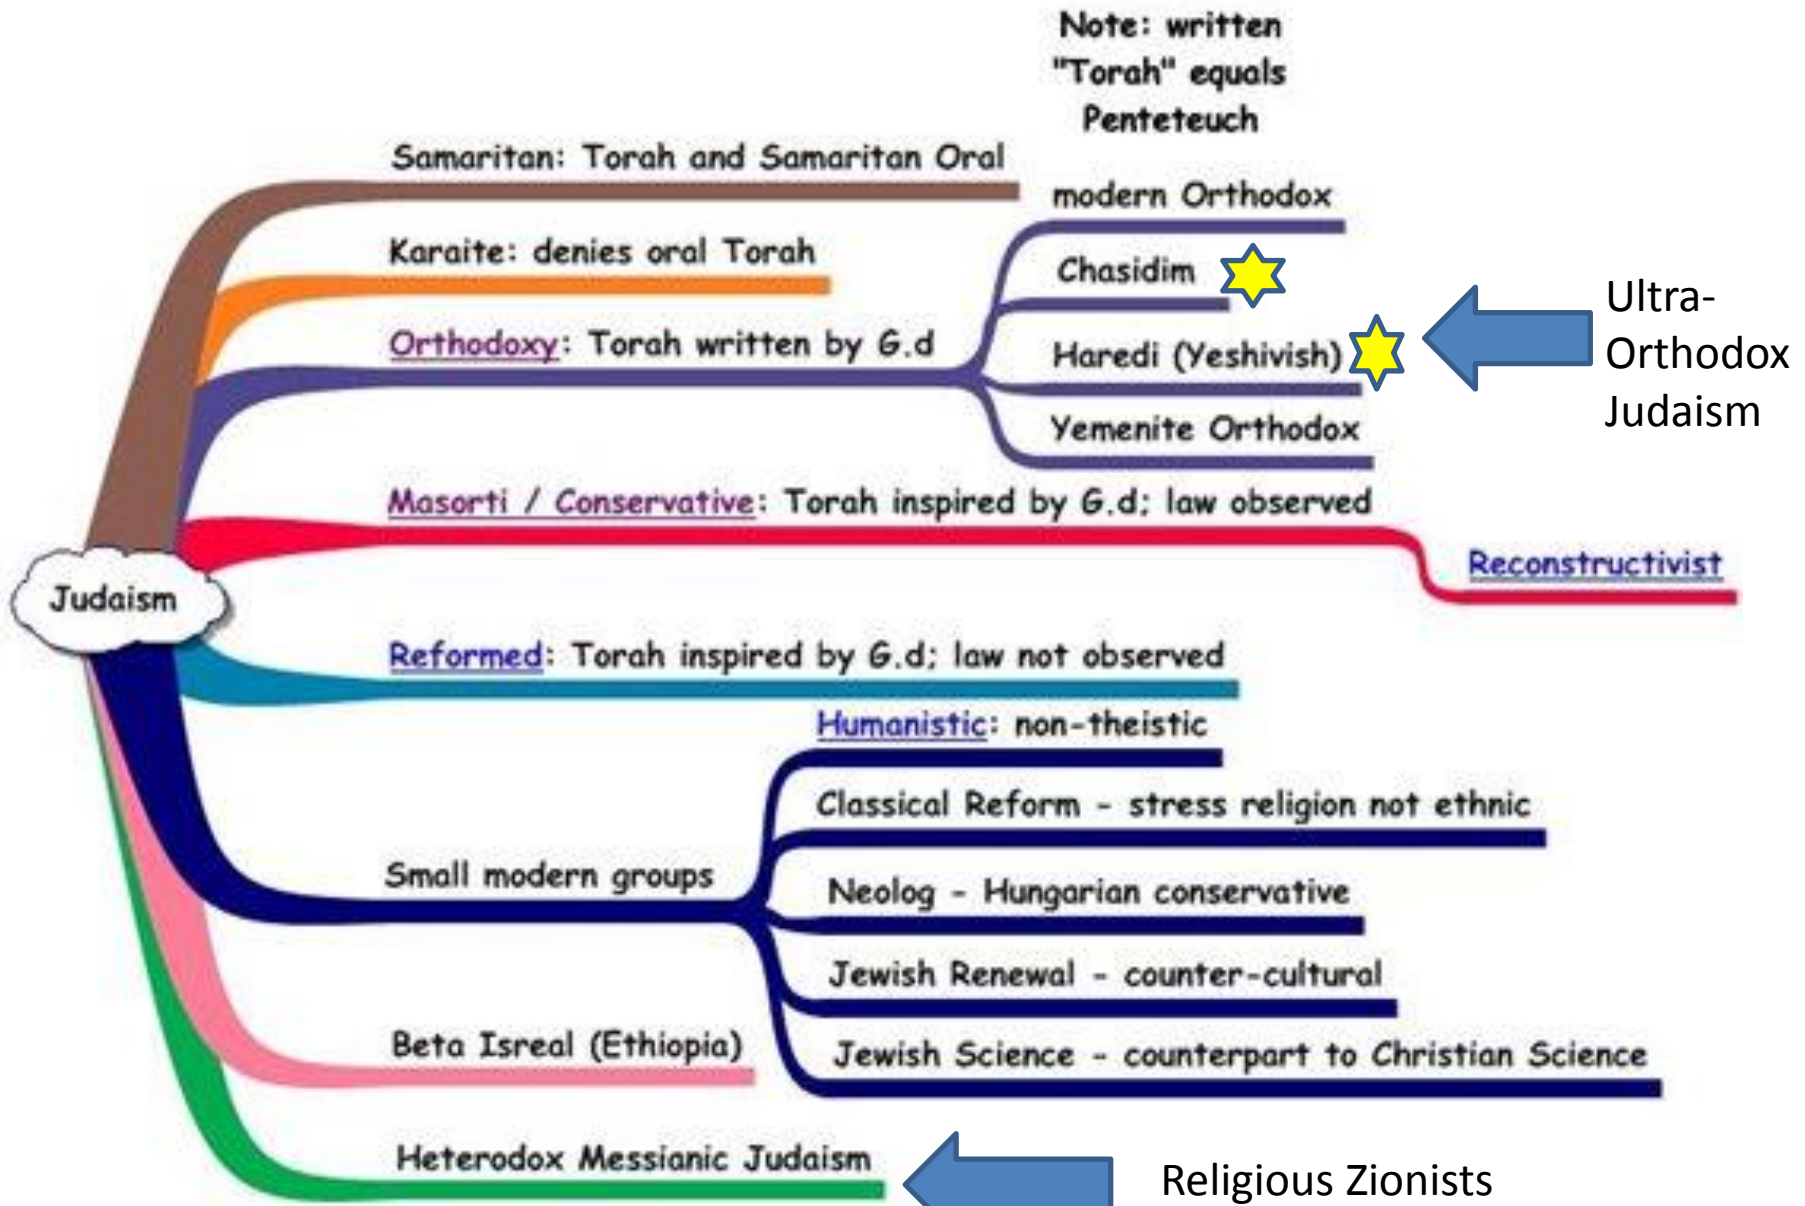 Note: written
"Torah" equals
Penteteuch
Samaritan: Torah and Samaritan Oral
modern Orthodox
Karaite: denies oral Torah
Chasidim
Orthodoxy: Torah written by G.d
Haredi (Yeshivish)
Ultra-
Orthodox
Judaism
Yemenite Orthodox
Masorti / Conservative: Torah inspired by G.d; law observed
Reconstructivist
Judaism
Reformed: Torah inspired by G.d; law not observed
Humanistic: non-theistic
Classical Reform - stress religion not ethnic
Small modern groups
Neolog - Hungarian conservative
Jewish Renewal - counter-cultural
Beta Isreal (Ethiopia)
Jewish Science - counterpart to Christian Science
Heterodox Messianic Judaism
Religious Zionists